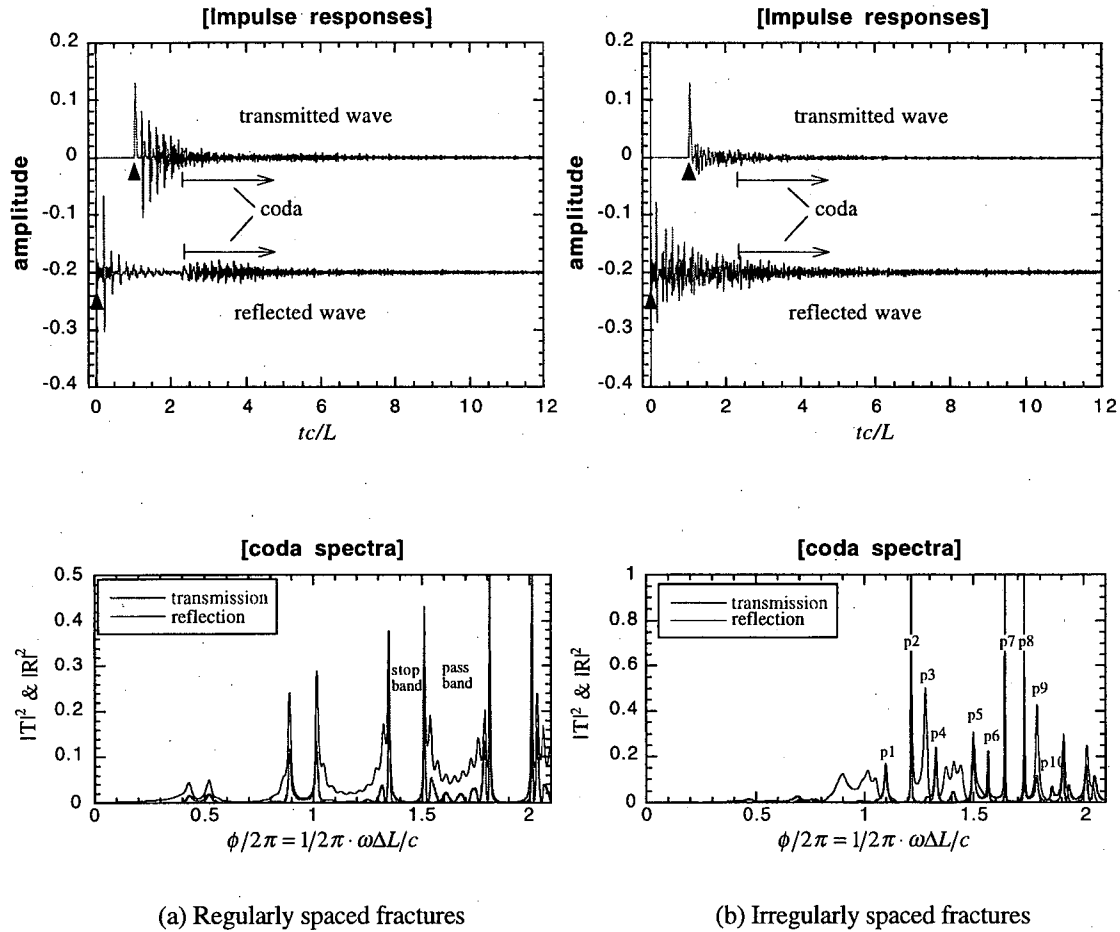 [Impulse responses]
0.2
0.1
0
-0.1
-0.2
-0.3
-0.4
amplitude
transmitted wave
coda
reflected wave
0 2 4 6 8 10 12
tc/L
[Impulse responses]
0.2
0.1
0
-0.1
-0.2
-0.3
-0.4
amplitude
transmitted wave
coda
reflected wave
0 2 4 6 8 10 12
tc/L
[coda spectra]
0.5
0.4
0.3
0.2
0.1
0
|T|² & |R|²
transmission
reflection
stop
band
pass
band
0 0.5 1 1.5 2
ϕ/2π = 1/2π · ωΔL/c
[coda spectra]
1
0.8
0.6
0.4
0.2
0
|T|² & |R|²
transmission
reflection
p1
p2
p3
p4
p5
p6
p7
p8
p9
p10
0 0.5 1 1.5 2
ϕ/2π = 1/2π · ωΔL/c
(a) Regularly spaced fractures
(b) Irregularly spaced fractures